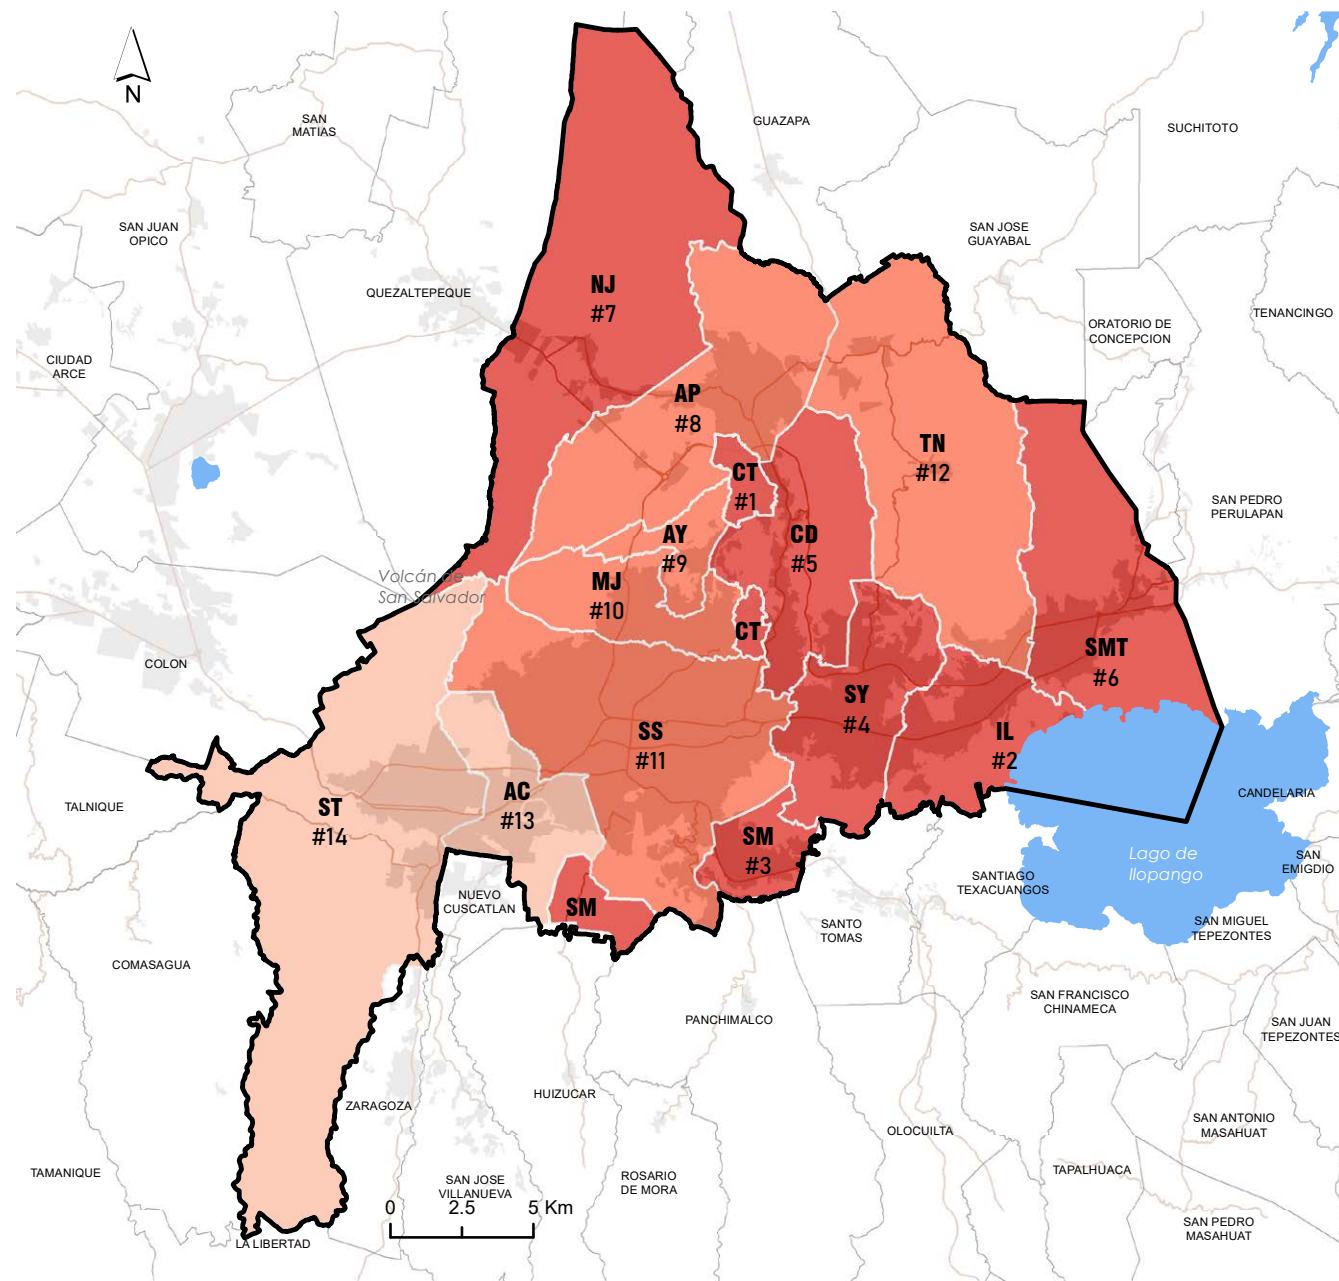 N
SAN
MATIAS
GUAZAPA
SUCHITOTO
SAN JUAN
OPICO
SAN JOSE
GUAYABAL
QUEZALTEPEQUE
NJ
#7
TENANCINGO
ORATORIO DE
CONCEPCION
CIUDAD
ARCE
AP
#8
TN
#12
CT
#1
SAN PEDRO
PERULAPAN
AY
#9
CD
#5
MJ
#10
Volcán de
San Salvador
CT
COLON
SMT
#6
SY
#4
SS
#11
IL
#2
TALNIQUE
ST
#14
AC
#13
CANDELARIA
SM
#3
Lago de
Ilopango
SAN
EMIGDIO
SANTIAGO
TEXACUANGOS
NUEVO
CUSCATLAN
SM
SANTO
TOMAS
SAN MIGUEL
TEPEZONTES
COMASAGUA
SAN FRANCISCO
CHINAMECA
PANCHIMALCO
SAN JUAN
TEPEZONTES
ZARAGOZA
HUIZUCAR
OLOCUILTA
SAN ANTONIO
MASAHUAT
TAMANIQUE
SAN JOSE
VILLANUEVA
ROSARIO
DE MORA
TAPALHUACA
0 2.5 5 Km
LA LIBERTAD
SAN PEDRO
MASAHUAT